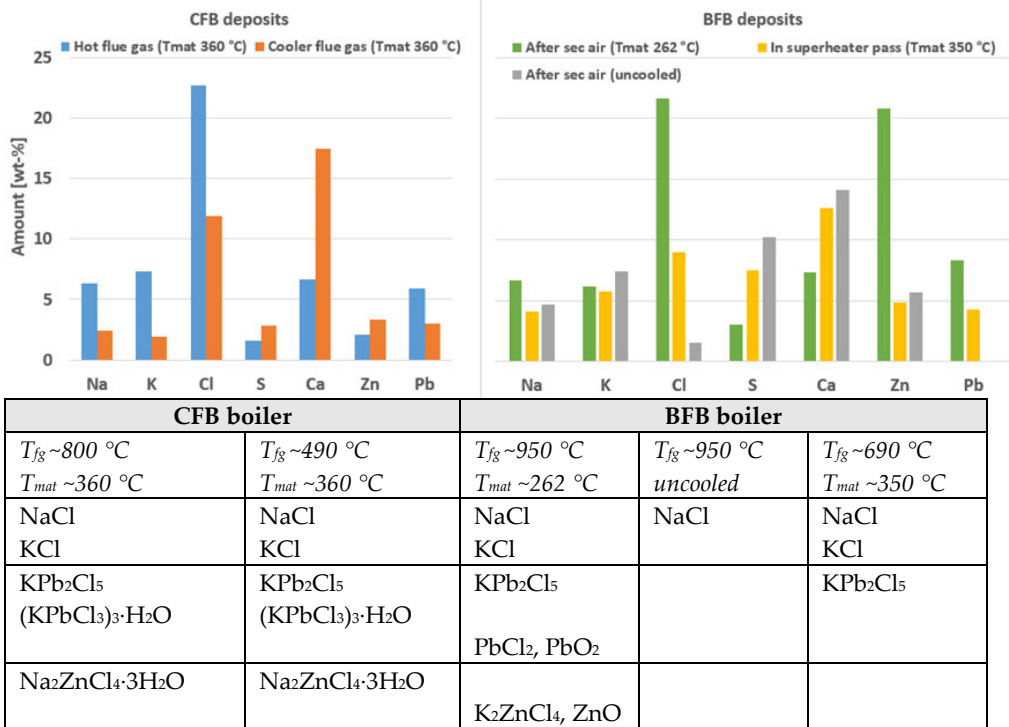 CFB deposits
Hot flue gas (Tmat 360 °C) Cooler flue gas (Tmat 360 °C)
25
20
15
10
5
0
Amount [wt-%]
Na K Cl S Ca Zn Pb
BFB deposits
After sec air (Tmat 262 °C) In superheater pass (Tmat 350 °C)
After sec air (uncooled)
Na K Cl S Ca Zn Pb
CFB boiler BFB boiler
Tfg ~800 °C Tfg ~490 °C Tfg ~950 °C Tfg ~950 °C Tfg ~690 °C
Tmat ~360 °C Tmat ~360 °C Tmat ~262 °C uncooled Tmat ~350 °C
NaCl NaCl NaCl NaCl NaCl
KCl KCl KCl KCl
KPb2Cl5 KPb2Cl5 KPb2Cl5 KPb2Cl5
(KPbCl3)3·H2O (KPbCl3)3·H2O
PbCl2, PbO2
Na2ZnCl4·3H2O Na2ZnCl4·3H2O
K2ZnCl4, ZnO